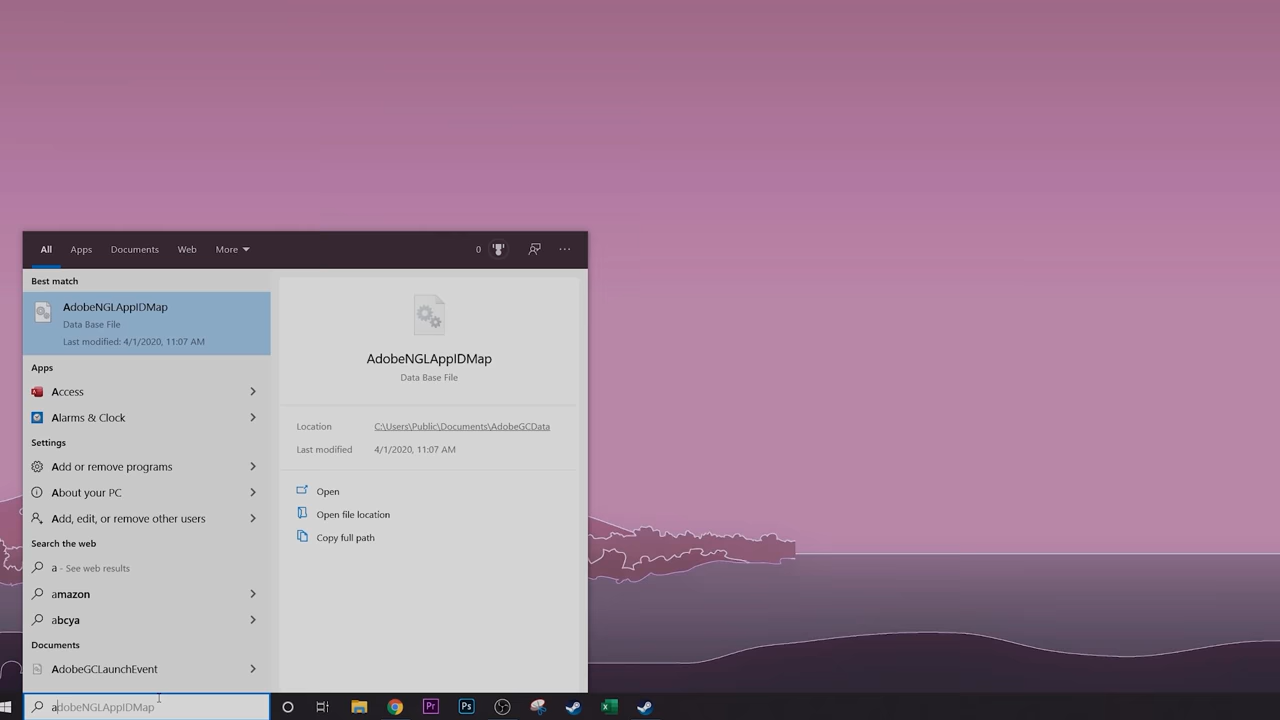 All Apps Documents Web More 0 ...
Best match
AdobeNGLAppIDMap
Data Base File
Last modified: 4/1/2020, 11:07 AM
Apps
Access
Alarms & Clock
Settings
Add or remove programs
About your PC
Add, edit, or remove other users
Search the web
a - See web results
amazon
abcya
Documents
AdobeGCLaunchEvent
AdobeNGLAppIDMap
Data Base File
Location C:\Users\Public\Documents\AdobeGCData
Last modified 4/1/2020, 11:07 AM
Open
Open file location
Copy full path
adobeNGLAppIDMap
Pr
Ps